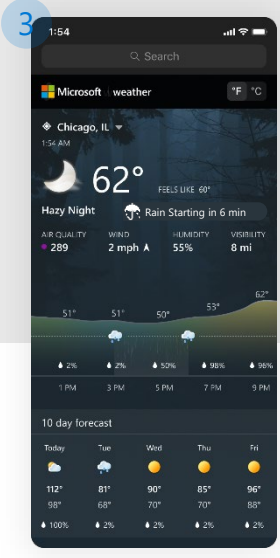 3
1:54
Search
Microsoft weather °F °C
Chicago, IL
1:54 AM
62°
FEELS LIKE 60°
Hazy Night
Rain Starting in 6 min
AIR QUALITY WIND HUMIDITY VISIBILITY
289 2 mph 55% 8 mi
51° 51° 50° 53° 62°
2% 2% 50% 98% 96%
1 PM 3 PM 5 PM 7 PM 9 PM
10 day forecast
Today Tue Wed Thu Fri
112° 81° 90° 85° 96°
98° 68° 70° 70° 88°
100% 2% 2% 2% 2%